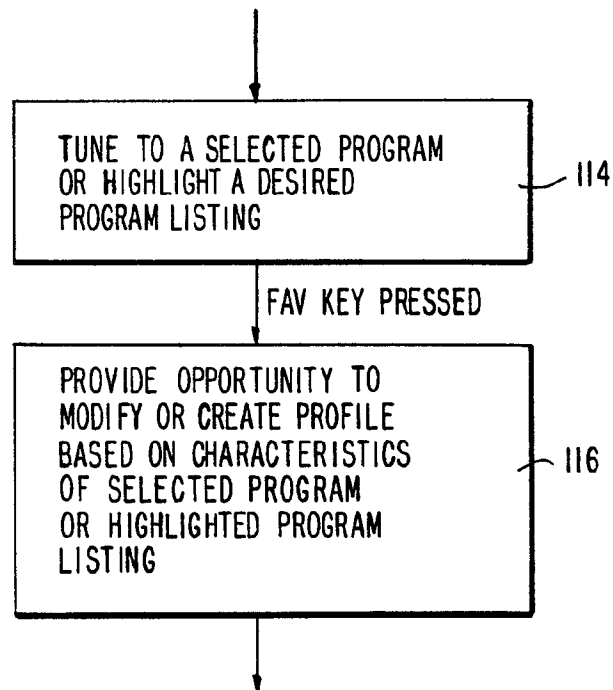 TUNE TO A SELECTED PROGRAM
OR HIGHLIGHT A DESIRED
PROGRAM LISTING
114
FAV KEY PRESSED
PROVIDE OPPORTUNITY TO
MODIFY OR CREATE PROFILE
BASED ON CHARACTERISTICS
OF SELECTED PROGRAM
OR HIGHLIGHTED PROGRAM
LISTING
116